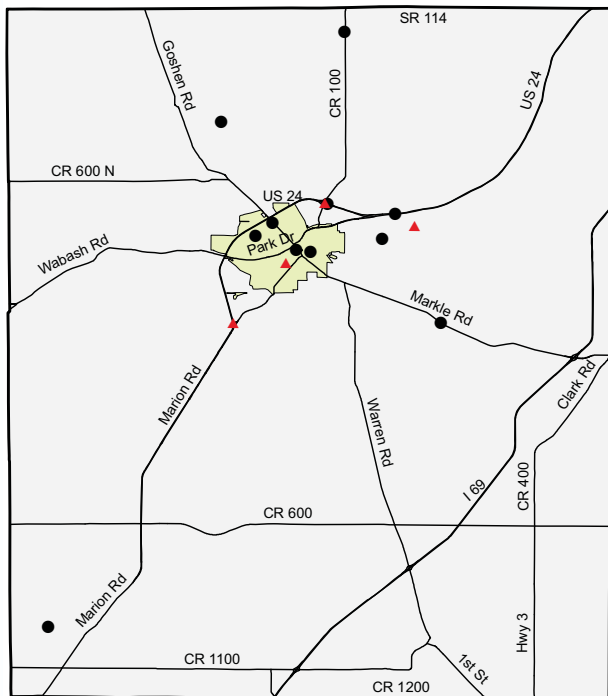 SR 114
Goshen Rd
CR 100
US 24
CR 600 N
US 24
Park Dr
Wabash Rd
Markle Rd
Clark Rd
Marion Rd
Warren Rd
CR 400
I 69
CR 600
Marion Rd
Hwy 3
CR 1100
1st St
CR 1200